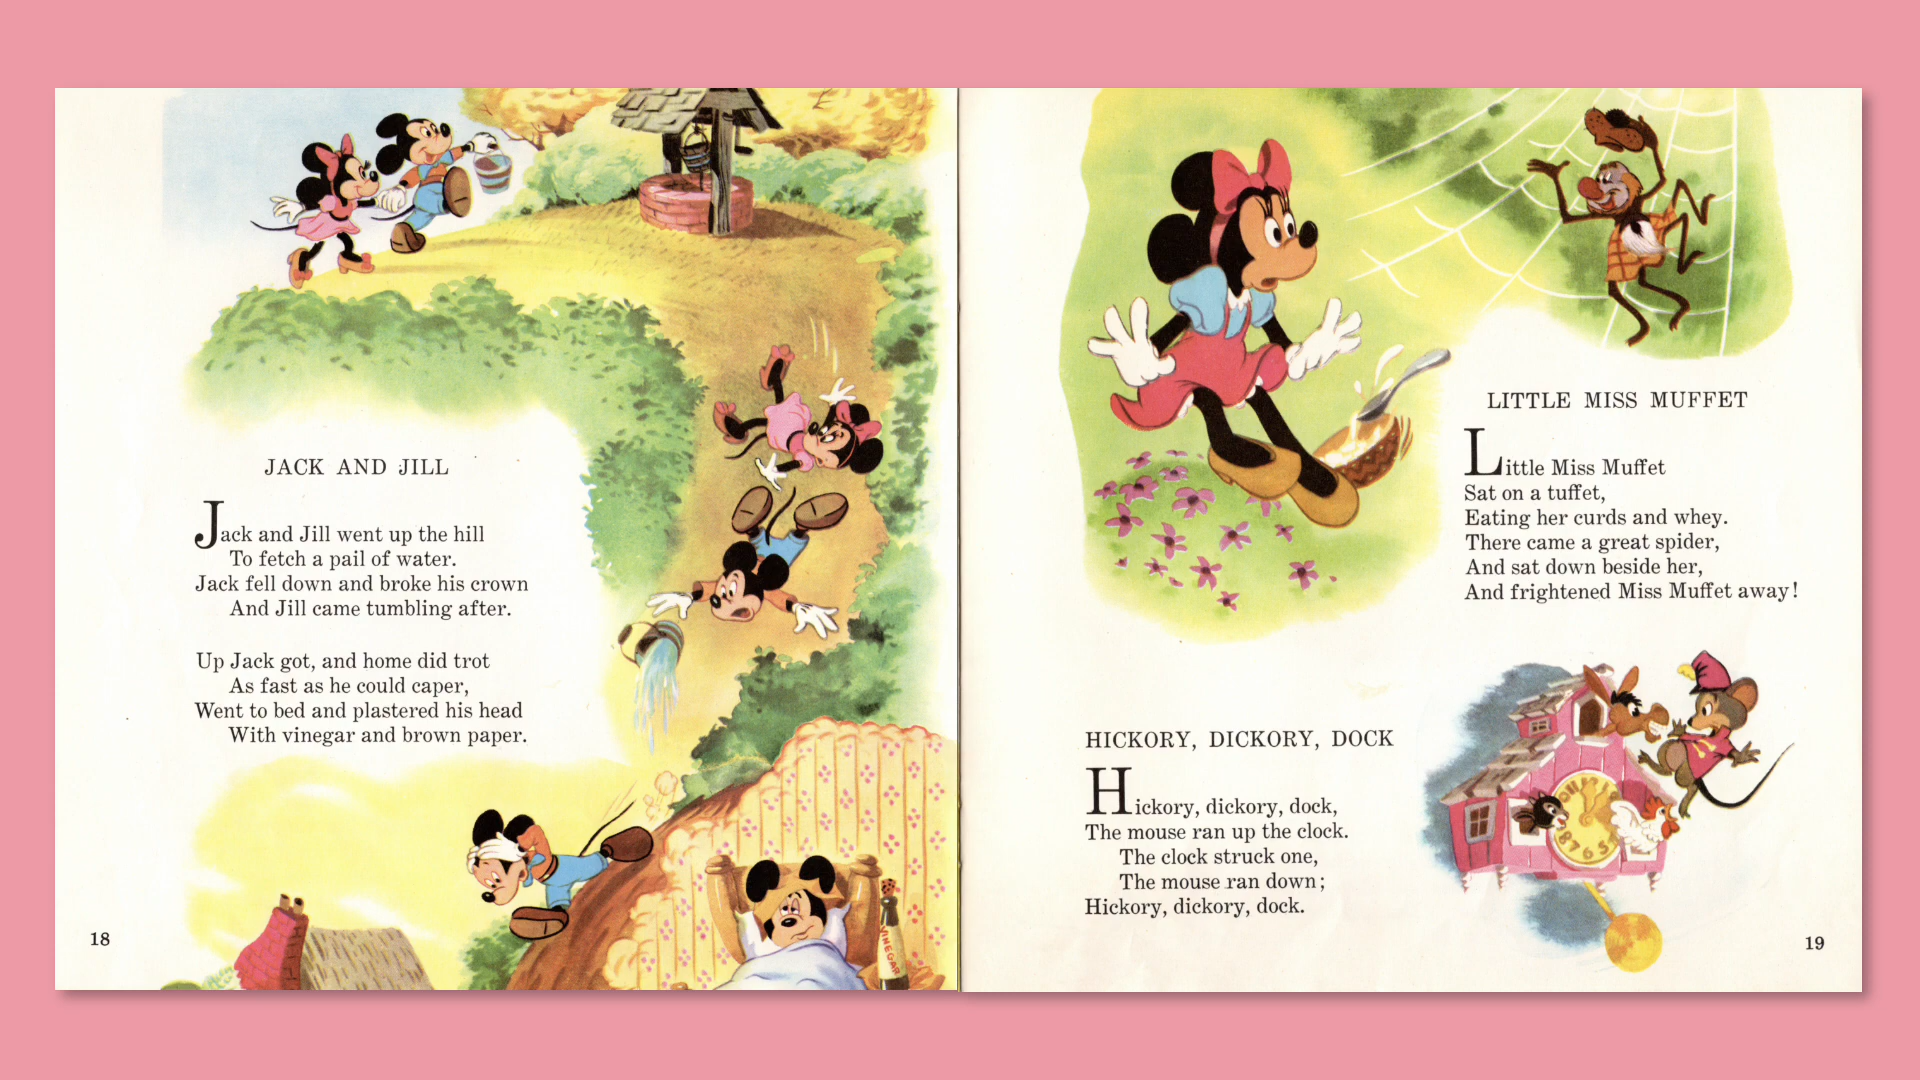 JACK AND JILL
Jack and Jill went up the hill
To fetch a pail of water.
Jack fell down and broke his crown
And Jill came tumbling after.
Up Jack got, and home did trot
As fast as he could caper,
Went to bed and plastered his head
With vinegar and brown paper.
VINEGAR
18
LITTLE MISS MUFFET
Little Miss Muffet
Sat on a tuffet,
Eating her curds and whey.
There came a great spider,
And sat down beside her,
And frightened Miss Muffet away!
HICKORY, DICKORY, DOCK
Hickory, dickory, dock,
The mouse ran up the clock.
The clock struck one,
The mouse ran down;
Hickory, dickory, dock.
19